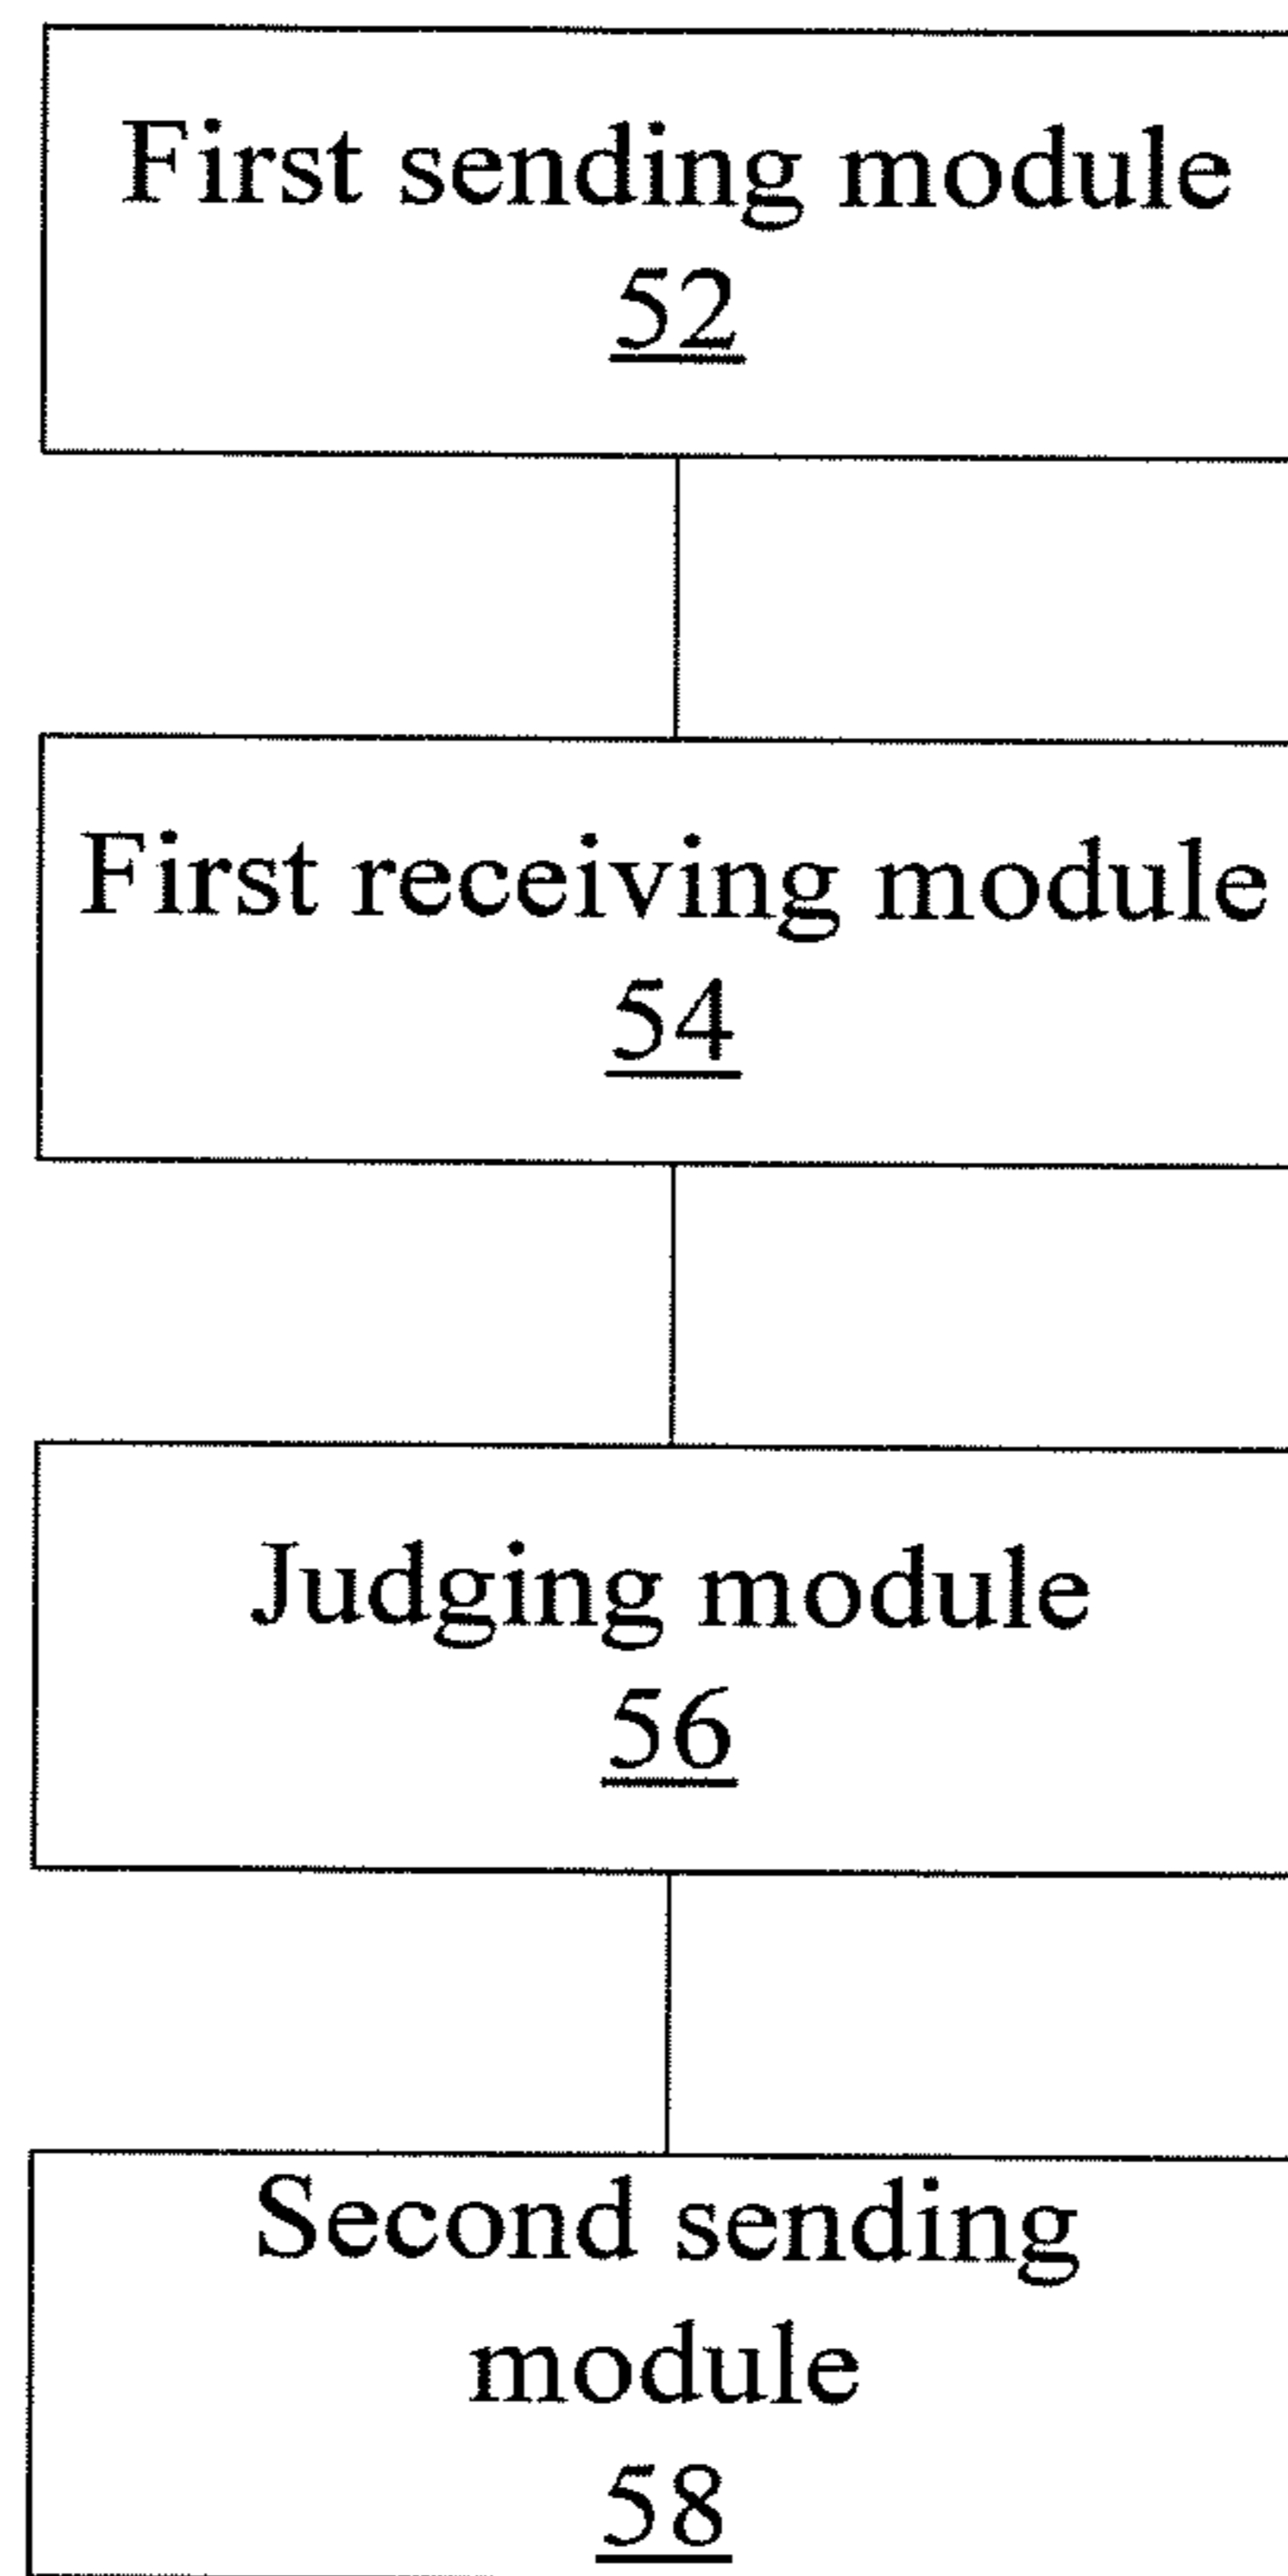 First sending module
52
First receiving module
54
Judging module
56
Second sending
module
58